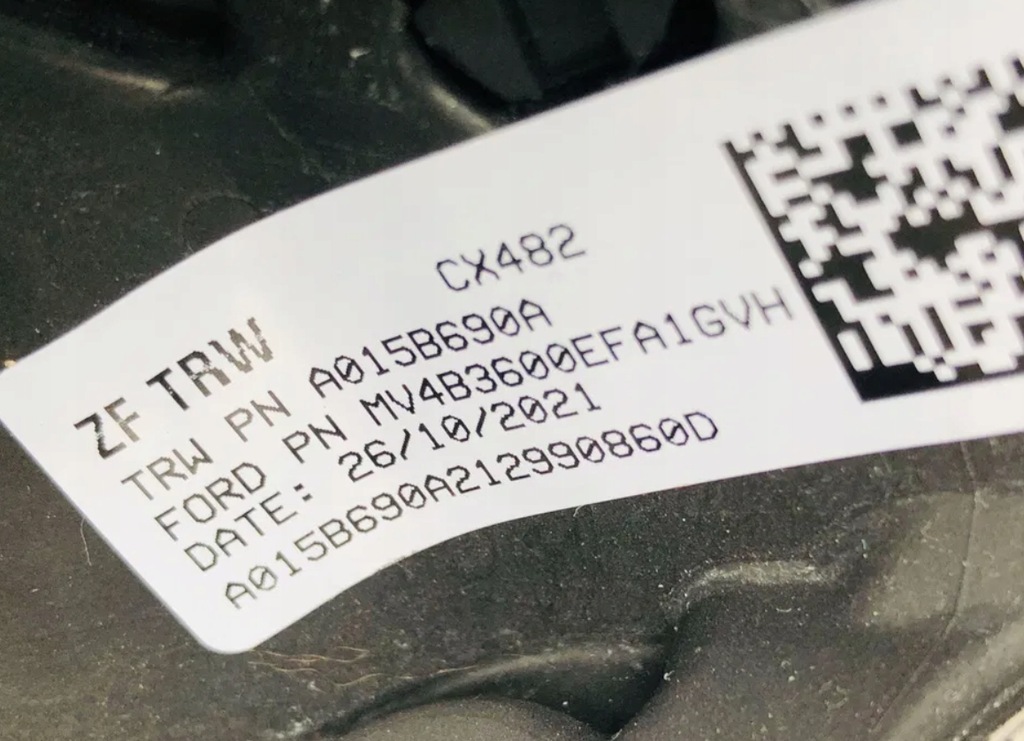 CX482
ZF TRW
TRW PN A015B690A
FORD PN MV4B3600EFA1GVH
DATE: 26/10/2021
A015B690A212990860D